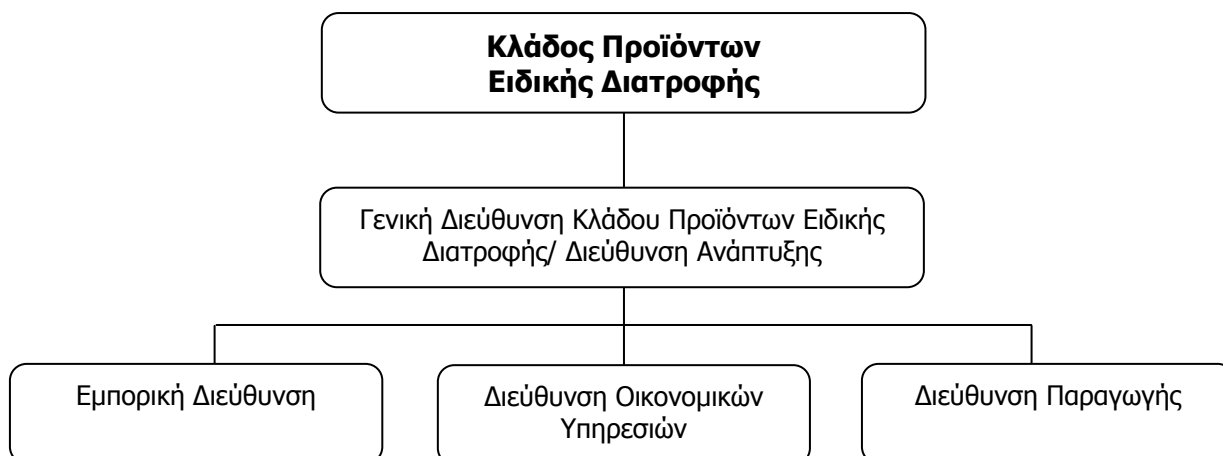 Κλάδος Προϊόντων
Ειδικής Διατροφής
Γενική Διεύθυνση Κλάδου Προϊόντων Ειδικής
Διατροφής/ Διεύθυνση Ανάπτυξης
Εμπορική Διεύθυνση
Διεύθυνση Οικονομικών
Υπηρεσιών
Διεύθυνση Παραγωγής